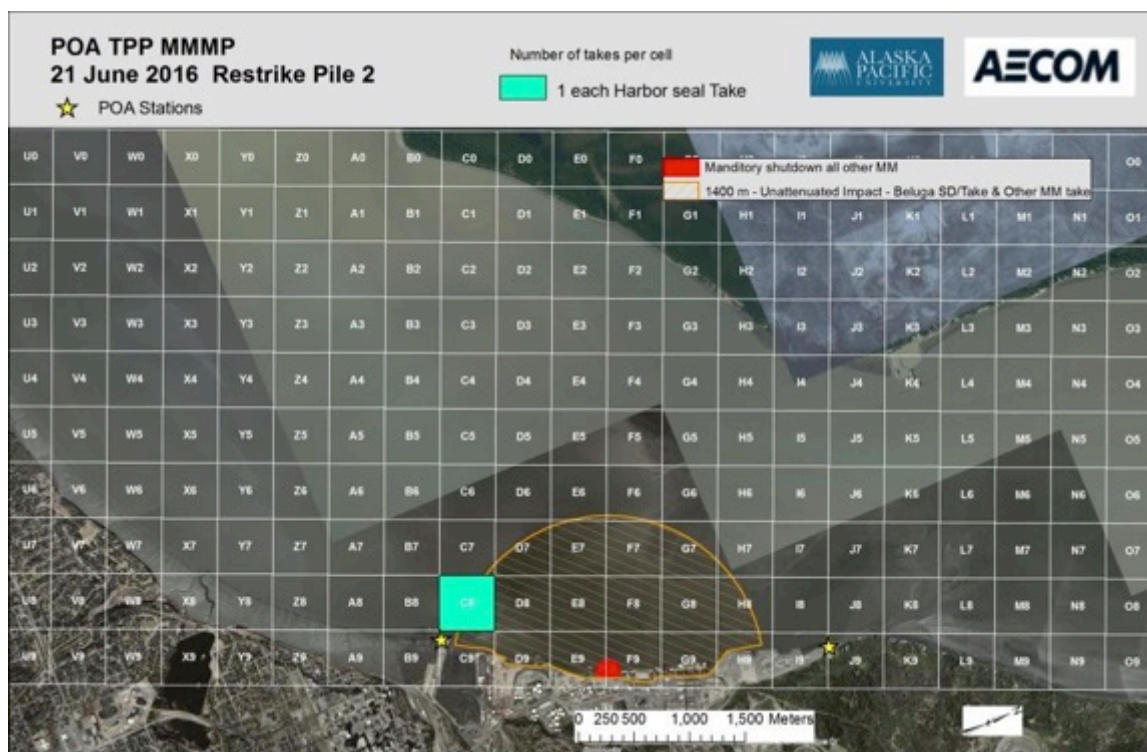 POA TPP MMMP
21 June 2016 Restrike Pile 2
POA Stations
Number of takes per cell
1 each Harbor seal Take
ALASKA
PACIFIC
UNIVERSITY
AECOM
Manditory shutdown all other MM
1400 m - Unattenuated Impact - Beluga SD/Take & Other MM take
U0 V0 W0 X0 Y0 Z0 A0 B0 C0 D0 E0 F0 O0
U1 V1 W1 X1 Y1 Z1 A1 B1 C1 D1 E1 F1 G1 H1 I1 J1 K1 L1 M1 N1 O1
U2 V2 W2 X2 Y2 Z2 A2 B2 C2 D2 E2 F2 G2 H2 I2 J2 K2 L2 M2 N2 O2
U3 V3 W3 X3 Y3 Z3 A3 B3 C3 D3 E3 F3 G3 H3 I3 J3 K3 L3 M3 N3 O3
U4 V4 W4 X4 Y4 Z4 A4 B4 C4 D4 E4 F4 G4 H4 I4 J4 K4 L4 M4 N4 O4
U5 V5 W5 X5 Y5 Z5 A5 B5 C5 D5 E5 F5 G5 H5 I5 J5 K5 L5 M5 N5 O5
U6 V6 W6 X6 Y6 Z6 A6 B6 C6 D6 E6 F6 G6 H6 I6 J6 K6 L6 M6 N6 O6
U7 V7 W7 X7 Y7 Z7 A7 B7 C7 D7 E7 F7 G7 H7 I7 J7 K7 L7 M7 N7 O7
U8 V8 W8 X8 Y8 Z8 A8 B8 C8 D8 E8 F8 G8 H8 I8 J8 K8 L8 M8 N8 O8
U9 V9 W9 X9 Y9 Z9 A9 B9 C9 D9 E9 F9 G9 H9 I9 J9 K9 L9 M9 N9 O9
0 250 500 1,000 1,500 Meters